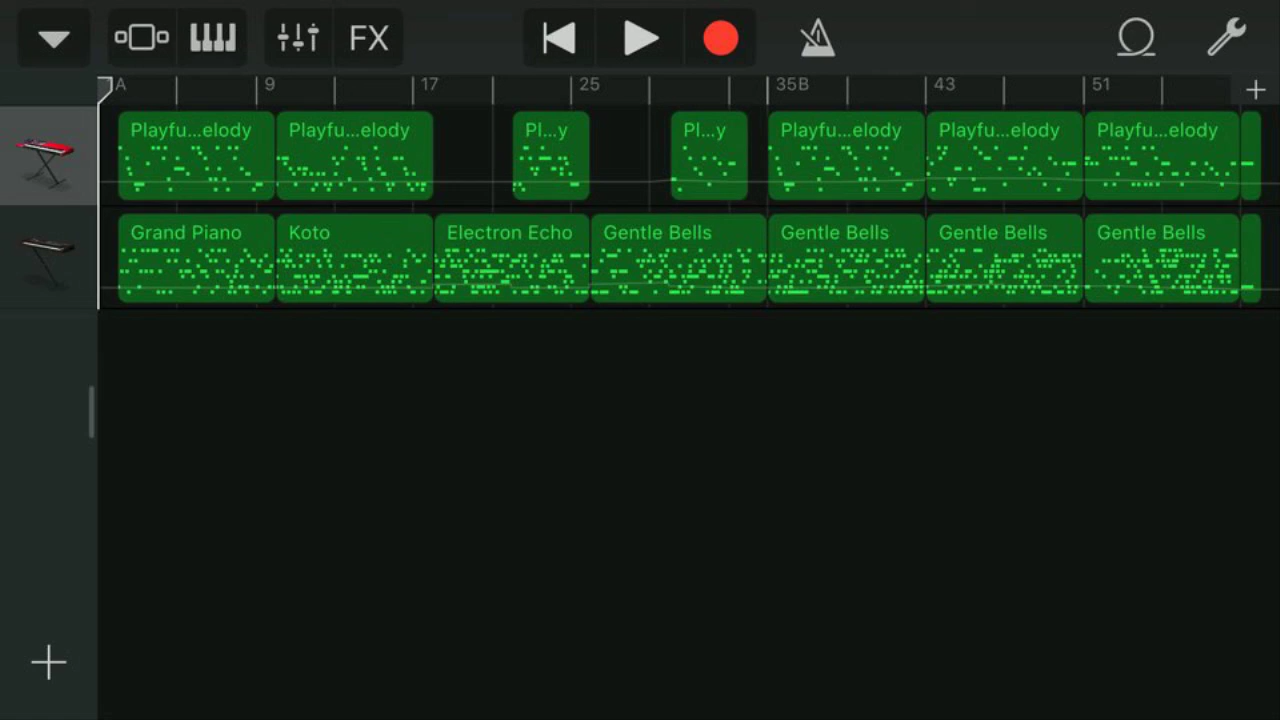 FX
A 9 17 25 35B 43 51
Playfu...elody Playfu...elody Pl...y Pl...y Playfu...elody Playfu...elody Playfu...elody
Grand Piano Koto Electron Echo Gentle Bells Gentle Bells Gentle Bells Gentle Bells